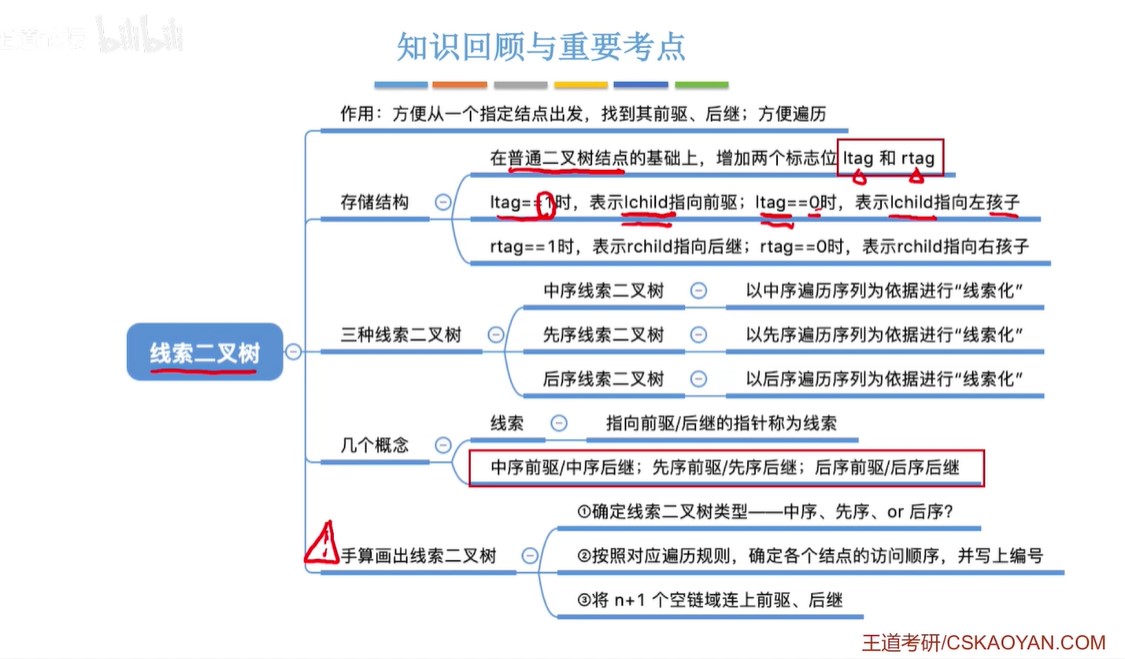 bilibili
知识回顾与重要考点
作用：方便从一个指定结点出发，找到其前驱、后继；方便遍历
在普通二叉树结点的基础上，增加两个标志位 ltag 和 rtag
存储结构
ltag==1时，表示lchild指向前驱；ltag==0时，表示lchild指向左孩子
rtag==1时，表示rchild指向后继；rtag==0时，表示rchild指向右孩子
中序线索二叉树 以中序遍历序列为依据进行“线索化”
三种线索二叉树 先序线索二叉树 以先序遍历序列为依据进行“线索化”
线索二叉树
后序线索二叉树 以后序遍历序列为依据进行“线索化”
线索 指向前驱/后继的指针称为线索
几个概念
中序前驱/中序后继；先序前驱/先序后继；后序前驱/后序后继
①确定线索二叉树类型——中序、先序、or 后序？
手算画出线索二叉树 ②按照对应遍历规则，确定各个结点的访问顺序，并写上编号
③将 n+1 个空链域连上前驱、后继
王道考研/CSKAOYAN.COM